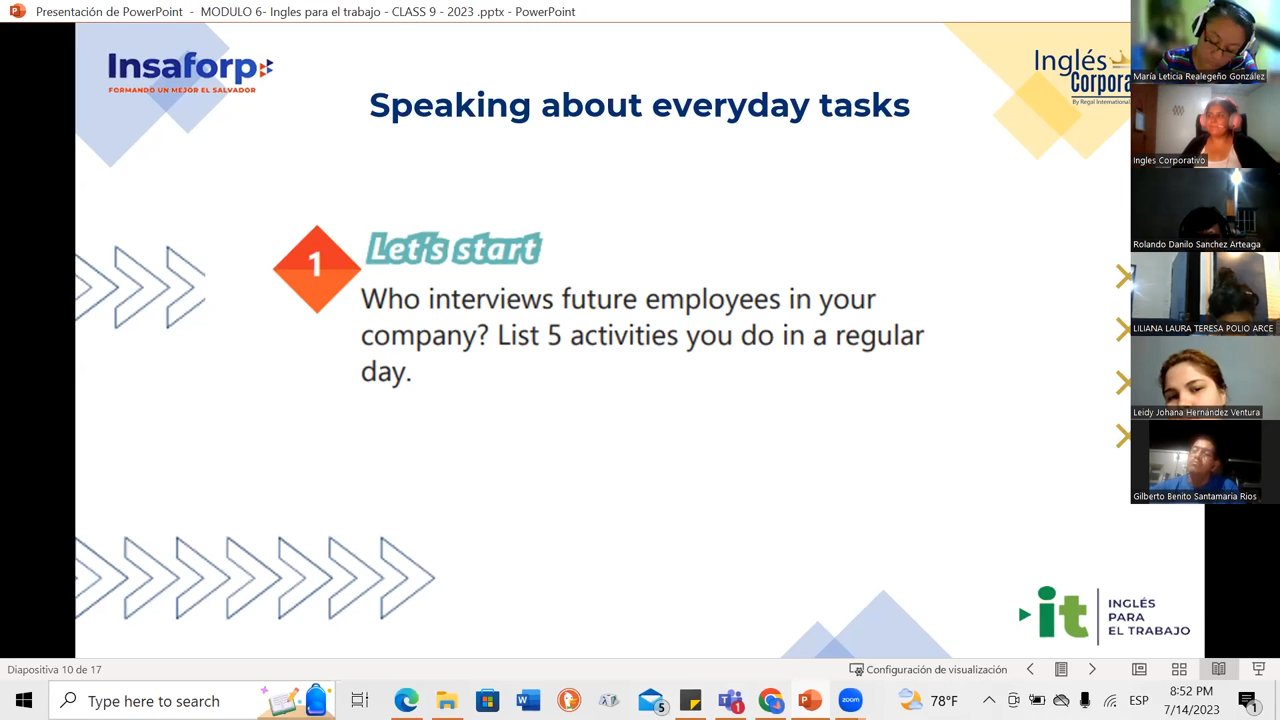 Presentación de PowerPoint - MODULO 6- Ingles para el trabajo - CLASS 9 - 2023 .pptx - PowerPoint
Insaforp
FORMANDO UN MEJOR EL SALVADOR
Inglés
Corpora
By Regal International
Speaking about everyday tasks
1
Let's start
Who interviews future employees in your
company? List 5 activities you do in a regular
day.
María Leticia Realegeño González
Ingles Corporativo
Rolando Danilo Sanchez Arteaga
LILIANA LAURA TERESA POLIO ARCE
Leidy Johana Hernández Ventura
Gilberto Benito Santamaria Rios
it
INGLÉS
PARA
EL TRABAJO
Diapositiva 10 de 17
Configuración de visualización
Type here to search
5
1
zoom
78°F
ESP
8:52 PM
7/14/2023
1